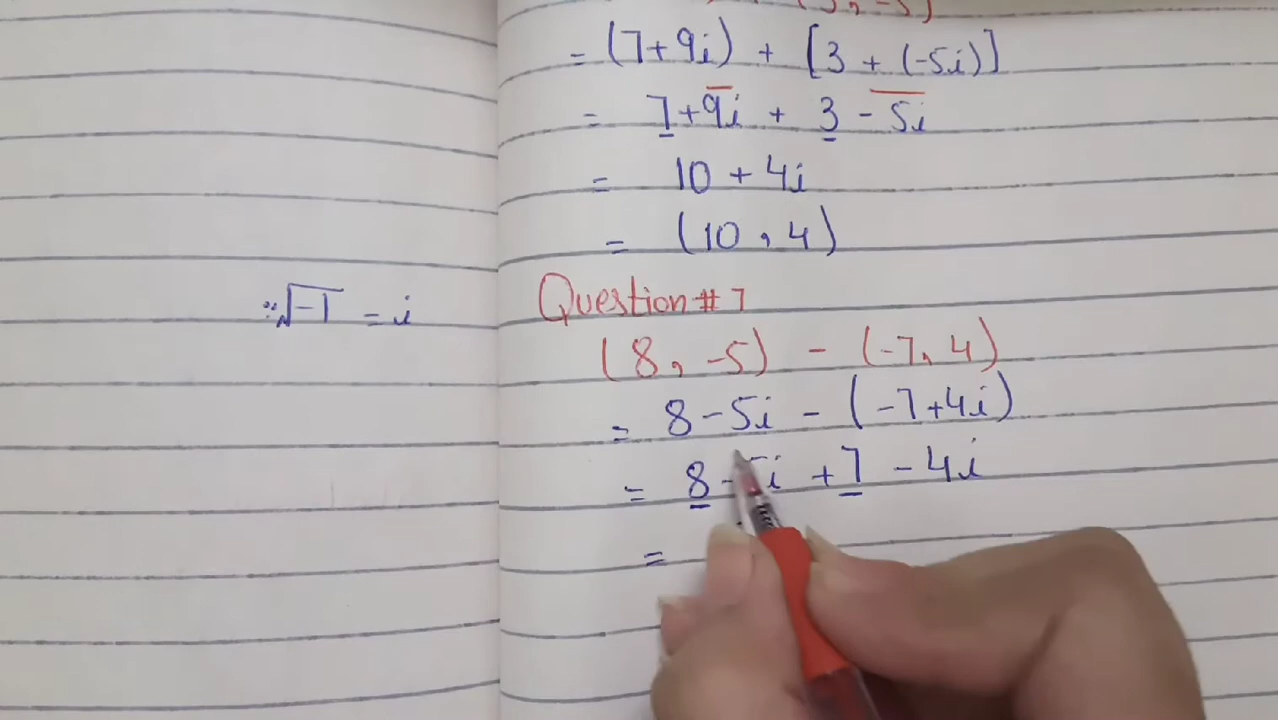 ∵ √-1 = i
= (7+9i) + [3 + (-5i)]
= 7+9i + 3 - 5i
= 10 + 4i
= (10 , 4)
Question # 7
(8, -5) - (-7, 4)
= 8 - 5i - (-7+4i)
= 8 - 5i + 7 - 4i
=